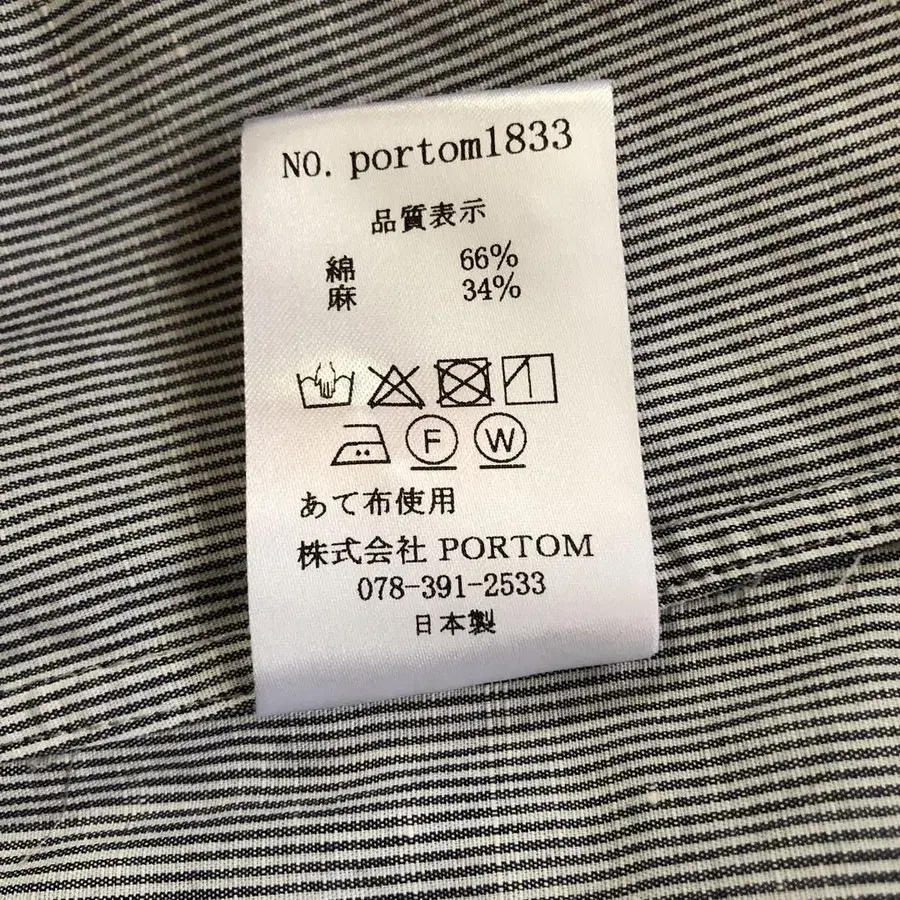 NO. portom1833
品質表示
綿 66%
麻 34%
F W
あて布使用
株式会社 PORTOM
078-391-2533
日本製